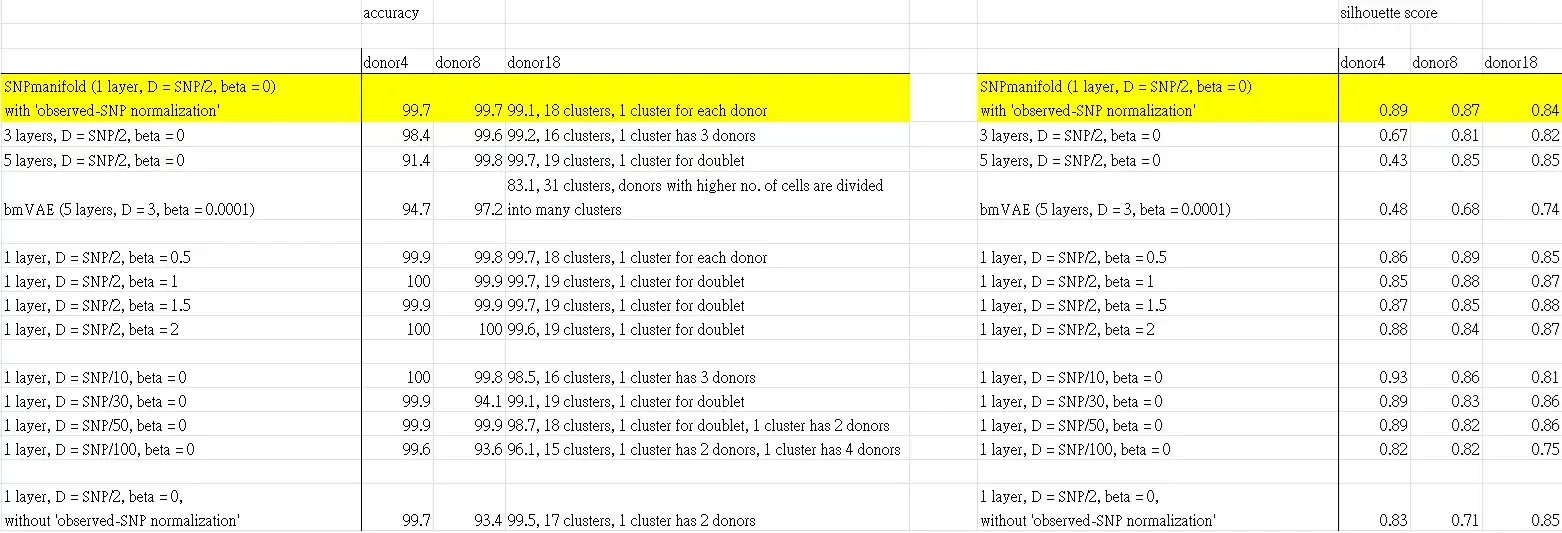 accuracy silhouette score
donor4 donor8 donor18 donor4 donor8 donor18
SNPmanifold (1 layer, D = SNP/2, beta = 0) SNPmanifold (1 layer, D = SNP/2, beta = 0)
with 'observed-SNP normalization' 99.7 99.7 99.1, 18 clusters, 1 cluster for each donor with 'observed-SNP normalization' 0.89 0.87 0.84
3 layers, D = SNP/2, beta = 0 98.4 99.6 99.2, 16 clusters, 1 cluster has 3 donors 3 layers, D = SNP/2, beta = 0 0.67 0.81 0.82
5 layers, D = SNP/2, beta = 0 91.4 99.8 99.7, 19 clusters, 1 cluster for doublet 5 layers, D = SNP/2, beta = 0 0.43 0.85 0.85
83.1, 31 clusters, donors with higher no. of cells are divided
bmVAE (5 layers, D = 3, beta = 0.0001) 94.7 97.2 into many clusters bmVAE (5 layers, D = 3, beta = 0.0001) 0.48 0.68 0.74
1 layer, D = SNP/2, beta = 0.5 99.9 99.8 99.7, 18 clusters, 1 cluster for each donor 1 layer, D = SNP/2, beta = 0.5 0.86 0.89 0.85
1 layer, D = SNP/2, beta = 1 100 99.9 99.7, 19 clusters, 1 cluster for doublet 1 layer, D = SNP/2, beta = 1 0.85 0.88 0.87
1 layer, D = SNP/2, beta = 1.5 99.9 99.9 99.7, 19 clusters, 1 cluster for doublet 1 layer, D = SNP/2, beta = 1.5 0.87 0.85 0.88
1 layer, D = SNP/2, beta = 2 100 100 99.6, 19 clusters, 1 cluster for doublet 1 layer, D = SNP/2, beta = 2 0.88 0.84 0.87
1 layer, D = SNP/10, beta = 0 100 99.8 98.5, 16 clusters, 1 cluster has 3 donors 1 layer, D = SNP/10, beta = 0 0.93 0.86 0.81
1 layer, D = SNP/30, beta = 0 99.9 94.1 99.1, 19 clusters, 1 cluster for doublet 1 layer, D = SNP/30, beta = 0 0.89 0.83 0.86
1 layer, D = SNP/50, beta = 0 99.9 99.9 98.7, 18 clusters, 1 cluster for doublet, 1 cluster has 2 donors 1 layer, D = SNP/50, beta = 0 0.89 0.82 0.86
1 layer, D = SNP/100, beta = 0 99.6 93.6 96.1, 15 clusters, 1 cluster has 2 donors, 1 cluster has 4 donors 1 layer, D = SNP/100, beta = 0 0.82 0.82 0.75
1 layer, D = SNP/2, beta = 0, 1 layer, D = SNP/2, beta = 0,
without 'observed-SNP normalization' 99.7 93.4 99.5, 17 clusters, 1 cluster has 2 donors without 'observed-SNP normalization' 0.83 0.71 0.85